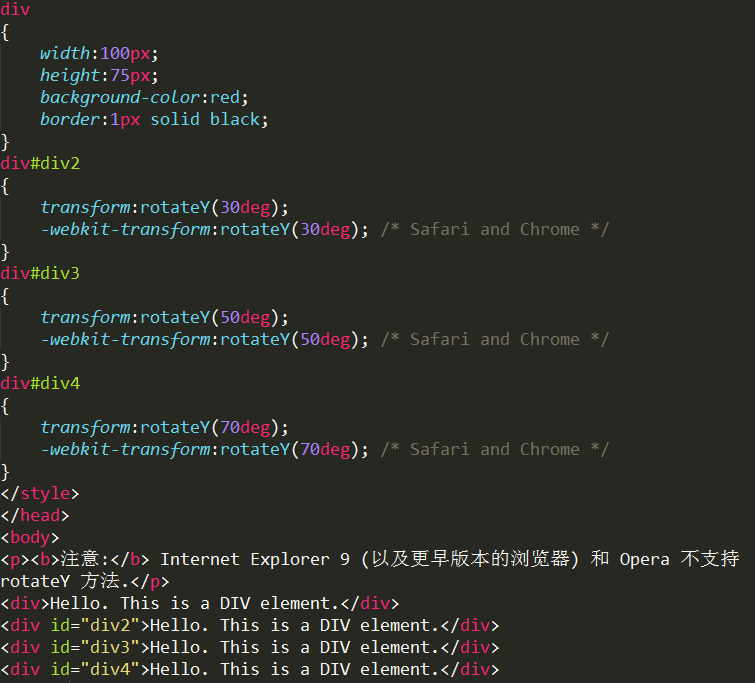 div
{
    width:100px;
    height:75px;
    background-color:red;
    border:1px solid black;
}
div#div2
{
    transform:rotateY(30deg);
    -webkit-transform:rotateY(30deg); /* Safari and Chrome */
}
div#div3
{
    transform:rotateY(50deg);
    -webkit-transform:rotateY(50deg); /* Safari and Chrome */
}
div#div4
{
    transform:rotateY(70deg);
    -webkit-transform:rotateY(70deg); /* Safari and Chrome */
}
</style>
</head>
<body>
<p><b>注意:</b> Internet Explorer 9 (以及更早版本的浏览器) 和 Opera 不支持
rotateY 方法.</p>
<div>Hello. This is a DIV element.</div>
<div id="div2">Hello. This is a DIV element.</div>
<div id="div3">Hello. This is a DIV element.</div>
<div id="div4">Hello. This is a DIV element.</div>